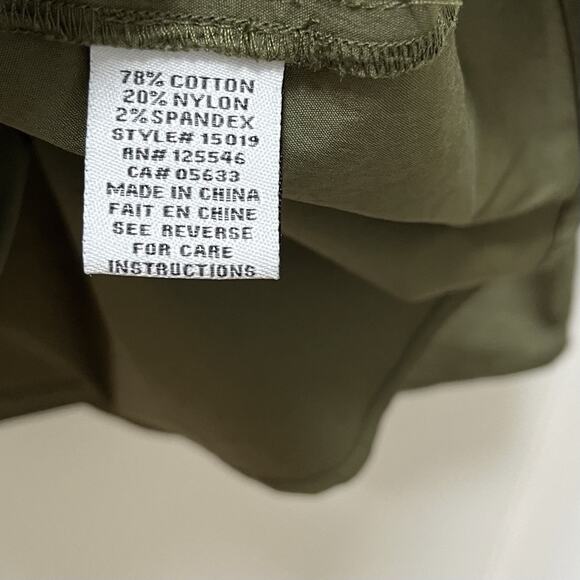 78% COTTON
20% NYLON
2% SPANDEX
STYLE# 15019
RN# 125546
CA# 05633
MADE IN CHINA
FAIT EN CHINE
SEE REVERSE
FOR CARE
INSTRUCTIONS